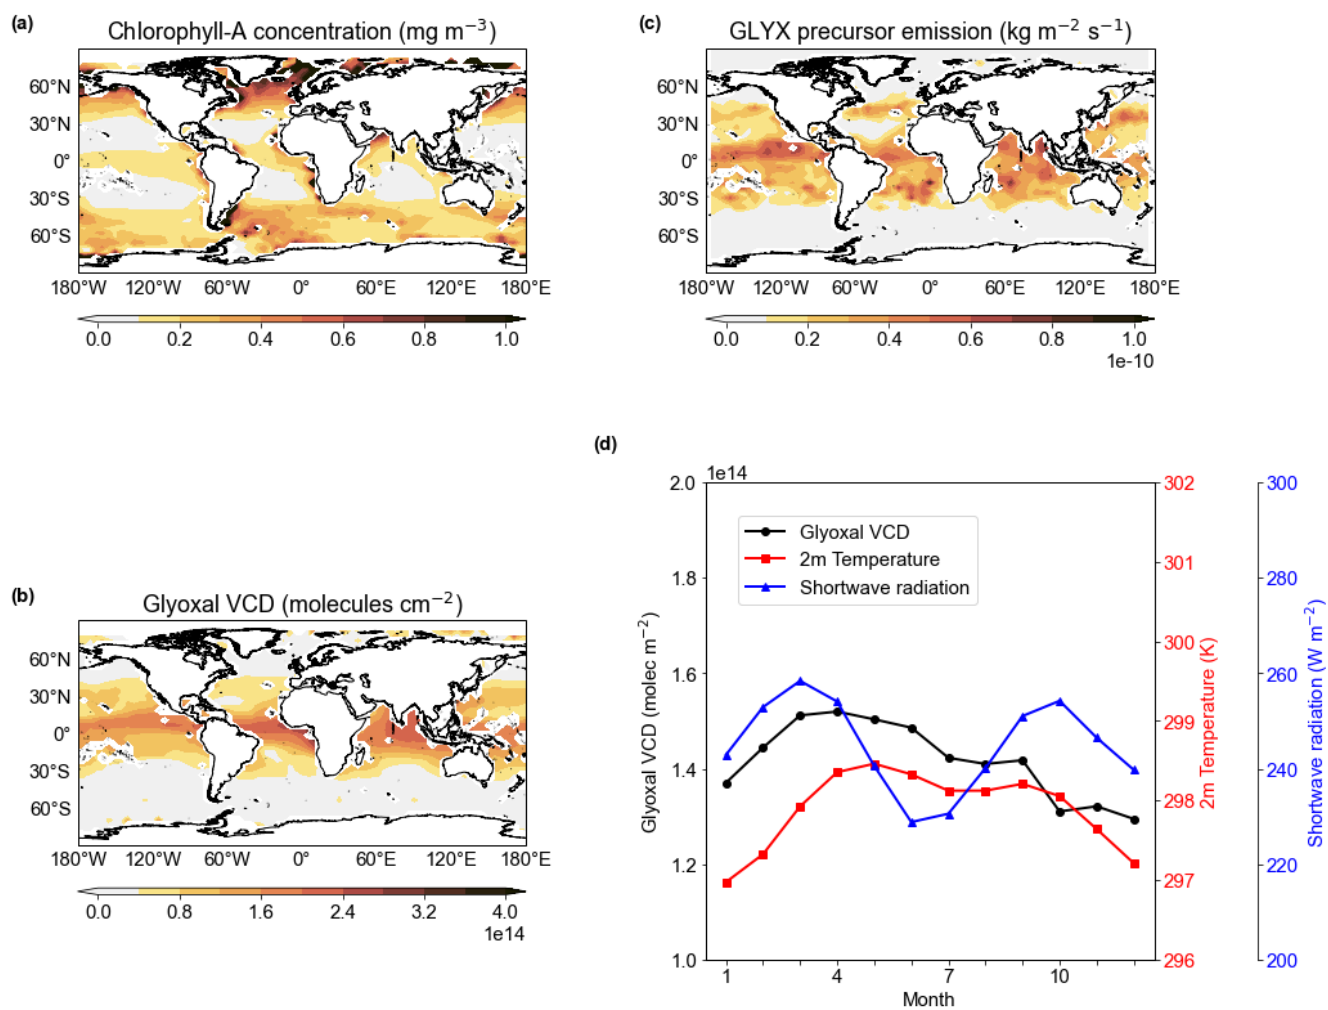 (a)
Chlorophyll-A concentration (mg m⁻³)
60°N
30°N
0°
30°S
60°S
180°W 120°W 60°W 0° 60°E 120°E 180°E
0.0 0.2 0.4 0.6 0.8 1.0
(c)
GLYX precursor emission (kg m⁻² s⁻¹)
60°N
30°N
0°
30°S
60°S
180°W 120°W 60°W 0° 60°E 120°E 180°E
0.0 0.2 0.4 0.6 0.8 1.0
1e-10
(b)
Glyoxal VCD (molecules cm⁻²)
60°N
30°N
0°
30°S
60°S
180°W 120°W 60°W 0° 60°E 120°E 180°E
0.0 0.8 1.6 2.4 3.2 4.0
1e14
(d)
1e14
Glyoxal VCD
2m Temperature
Shortwave radiation
2.0
1.8
1.6
1.4
1.2
1.0
Glyoxal VCD (molec m⁻²)
1 4 7 10
Month
302
301
300
299
298
297
296
2m Temperature (K)
300
280
260
240
220
200
Shortwave radiation (W m⁻²)